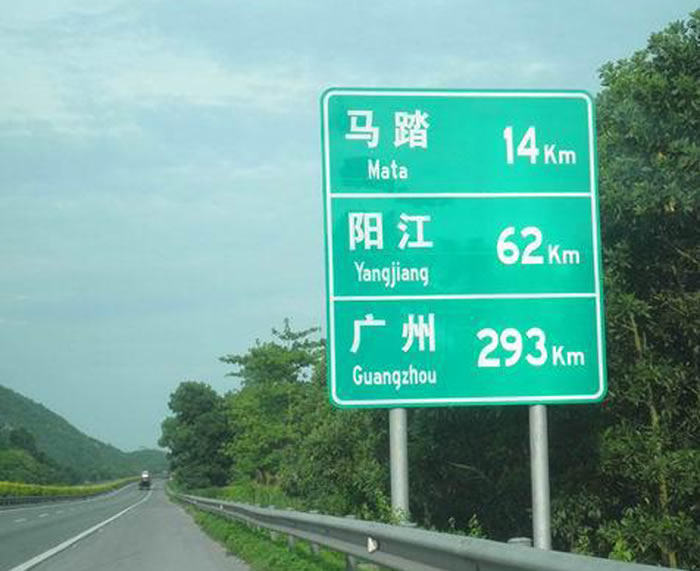 马踏 14 Km
Mata
阳江 62 Km
Yangjiang
广州 293 Km
Guangzhou